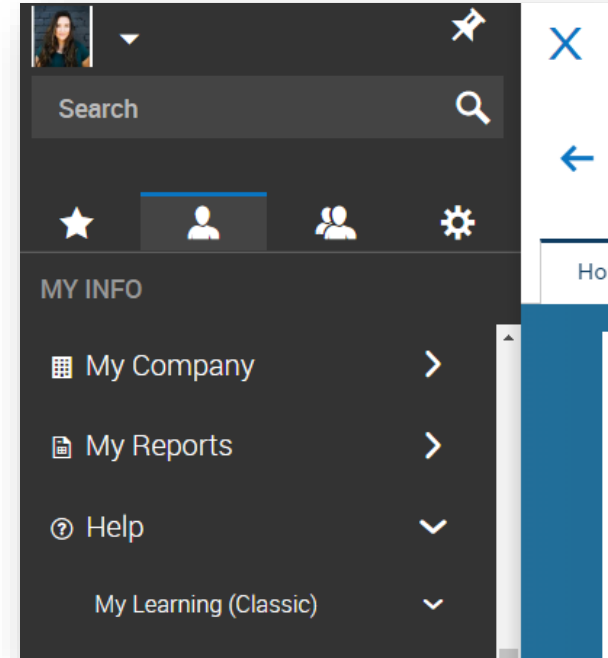 Search
MY INFO
Ho
My Company
My Reports
Help
My Learning (Classic)